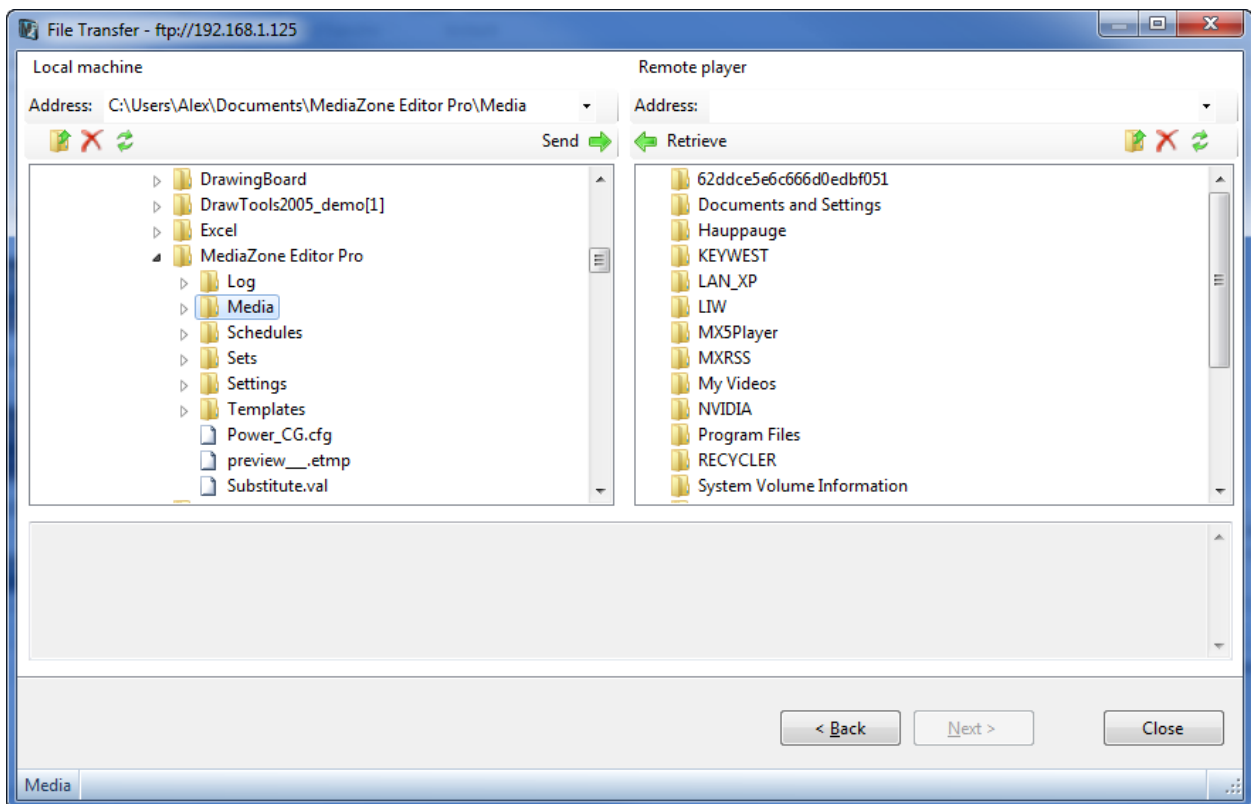 File Transfer - ftp://192.168.1.125
Local machine
Remote player
Address: C:\Users\Alex\Documents\MediaZone Editor Pro\Media
Address:
Send
Retrieve
DrawingBoard
DrawTools2005_demo[1]
Excel
MediaZone Editor Pro
Log
Media
Schedules
Sets
Settings
Templates
Power_CG.cfg
preview__.etmp
Substitute.val
62ddce5e6c666d0edbf051
Documents and Settings
Hauppauge
KEYWEST
LAN_XP
LIW
MX5Player
MXRSS
My Videos
NVIDIA
Program Files
RECYCLER
System Volume Information
< Back
Next >
Close
Media